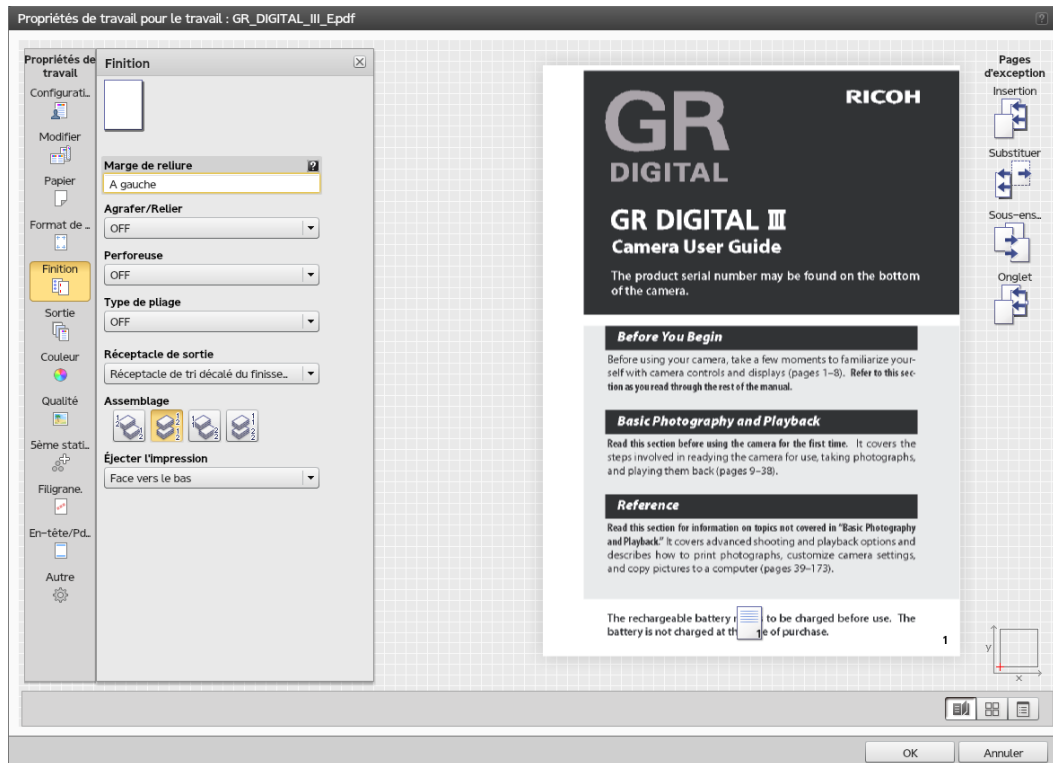 Propriétés de travail pour le travail : GR_DIGITAL_III_E.pdf
?
Propriétés de
travail
Configurati...
Modifier
Papier
Format de ...
Finition
Sortie
Couleur
Qualité
5ème stati...
Filigrane.
En-tête/Pd...
Autre
Finition
Marge de reliure
?
A gauche
Agrafer/Relier
OFF
Perforeuse
OFF
Type de pliage
OFF
Réceptacle de sortie
Réceptacle de tri décalé du finisse...
Assemblage
Éjecter l'impression
Face vers le bas
GR
DIGITAL
RICOH
GR DIGITAL III
Camera User Guide
The product serial number may be found on the bottom
of the camera.
Before You Begin
Before using your camera, take a few moments to familiarize your-
self with camera controls and displays (pages 1–8). Refer to this sec-
tion as you read through the rest of the manual.
Basic Photography and Playback
Read this section before using the camera for the first time. It covers the
steps involved in readying the camera for use, taking photographs,
and playing them back (pages 9–38).
Reference
Read this section for information on topics not covered in "Basic Photography
and Playback." It covers advanced shooting and playback options and
describes how to print photographs, customize camera settings,
and copy pictures to a computer (pages 39–173).
The rechargeable battery to be charged before use. The
battery is not charged at e of purchase.
1
1
Pages
d'exception
Insertion
Substituer
Sous-ens...
Onglet
y
x
OK
Annuler